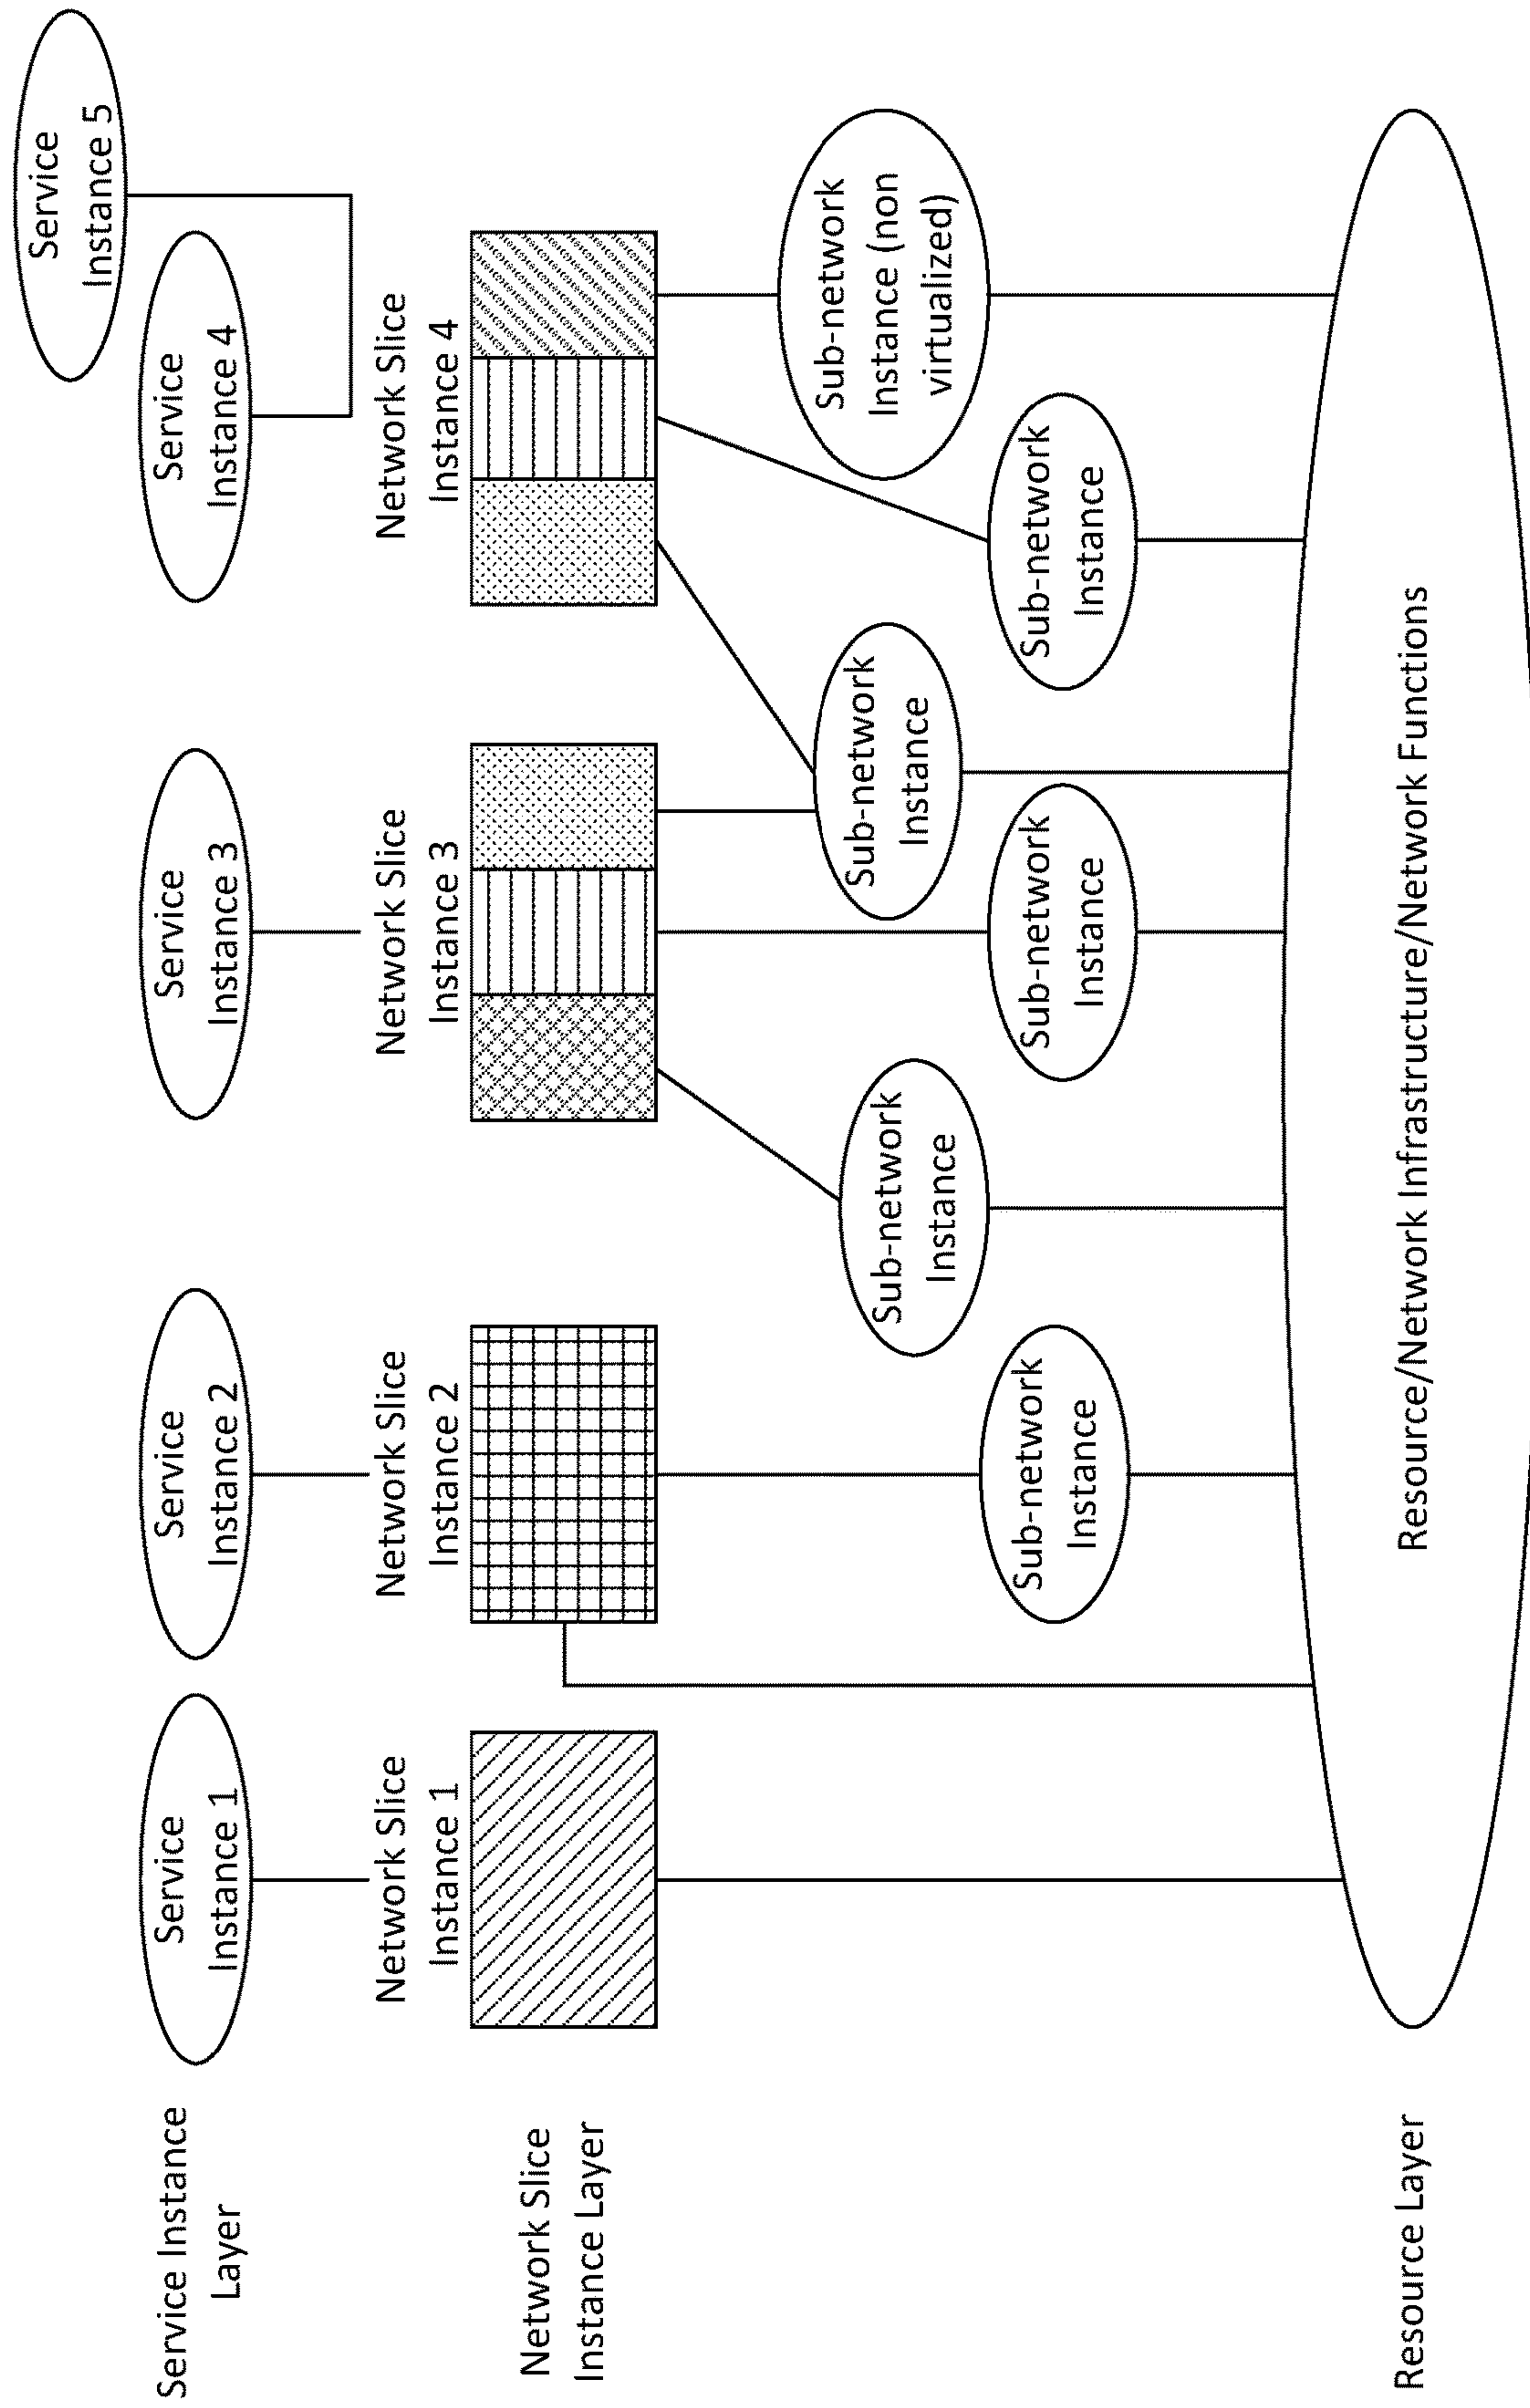 Service Instance
Layer
Service
Instance 1
Service
Instance 2
Service
Instance 3
Service
Instance 4
Service
Instance 5
Network Slice
Instance Layer
Network Slice
Instance 1
Network Slice
Instance 2
Network Slice
Instance 3
Network Slice
Instance 4
Sub-network
Instance
Sub-network
Instance
Sub-network
Instance
Sub-network
Instance
Sub-network
Instance
Sub-network
Instance (non
virtualized)
Resource Layer
Resource/Network Infrastructure/Network Functions